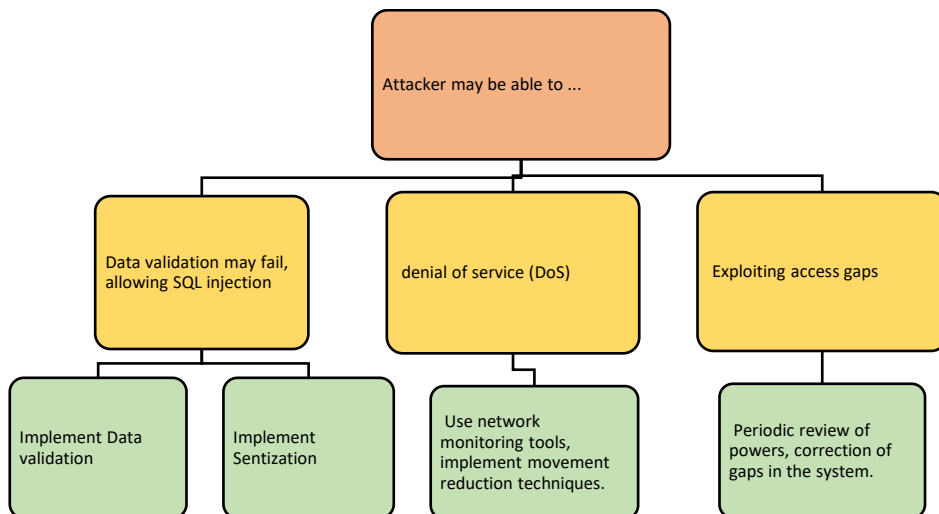 Attacker may be able to ...
Data validation may fail,
allowing SQL injection
denial of service (DoS)
Exploiting access gaps
Implement Data
validation
Implement
Sentization
Use network
monitoring tools,
implement movement
reduction techniques.
Periodic review of
powers, correction of
gaps in the system.